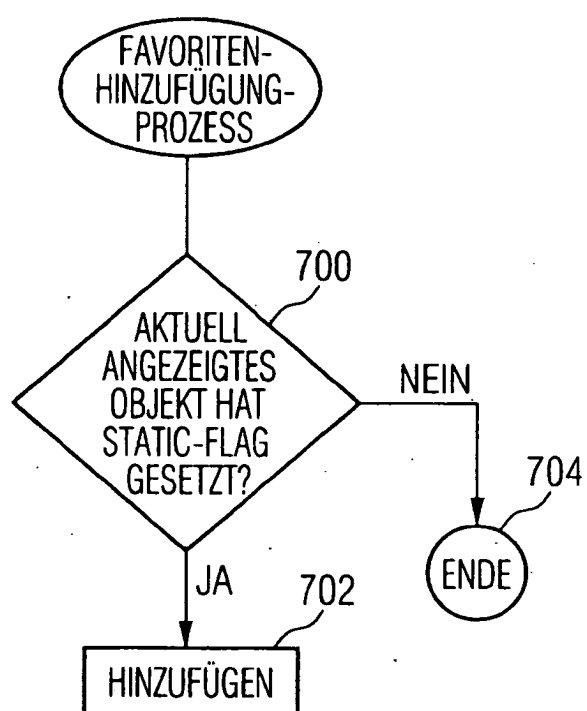 FAVORITEN-
HINZUFÜGUNG-
PROZESS
700
AKTUELL
ANGEZEIGTES
OBJEKT HAT
STATIC-FLAG
GESETZT?
NEIN
704
ENDE
JA
702
HINZUFÜGEN